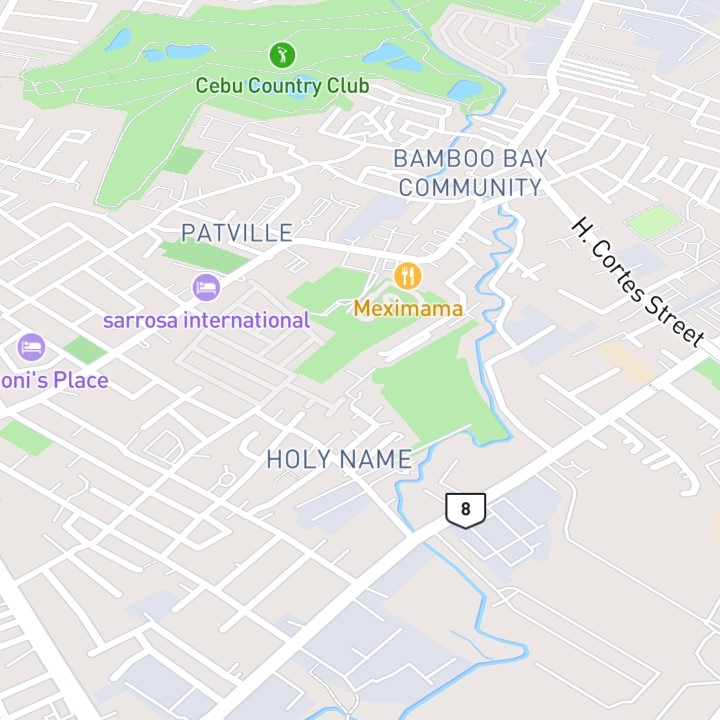 Cebu Country Club
BAMBOO BAY
COMMUNITY
PATVILLE
H. Cortes Street
Meximama
sarrosa international
oni's Place
HOLY NAME
8